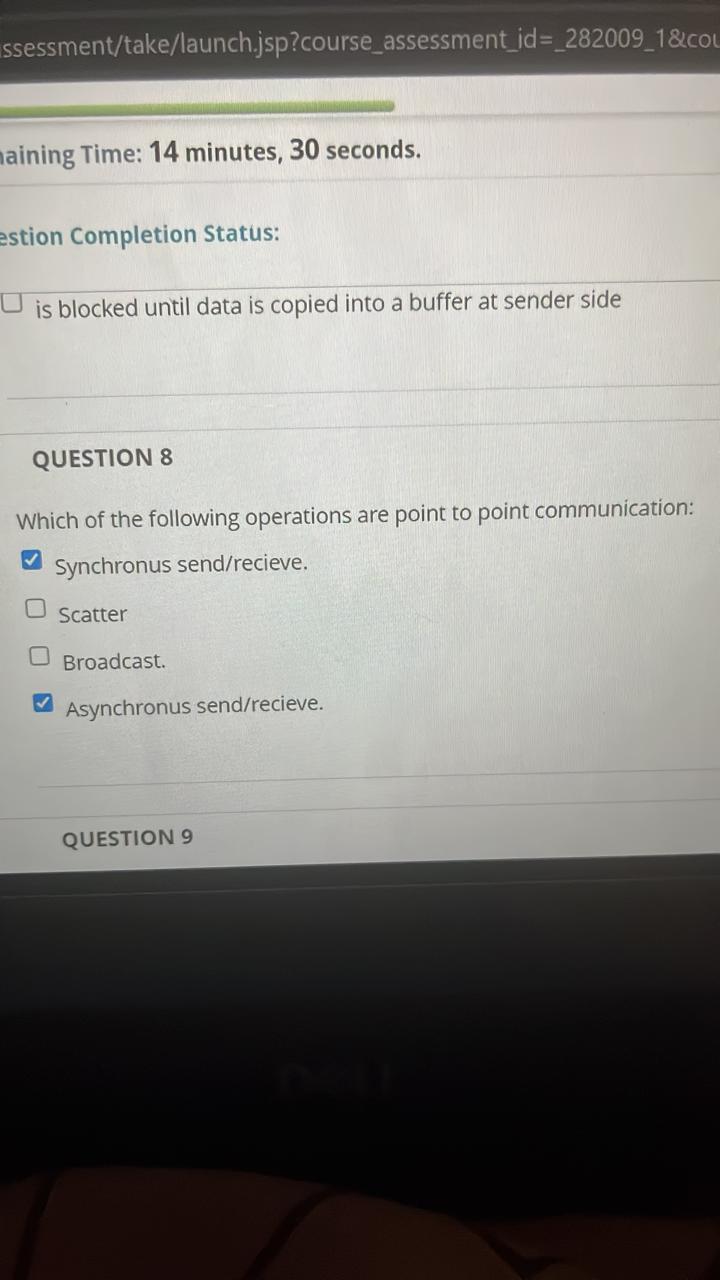 ssessment/take/launch.jsp?course_assessment_id=_282009_1&cou
aining Time: 14 minutes, 30 seconds.
estion Completion Status:
is blocked until data is copied into a buffer at sender side
QUESTION 8
Which of the following operations are point to point communication:
Synchronus send/recieve.
Scatter
Broadcast.
Asynchronus send/recieve.
QUESTION 9
DELL